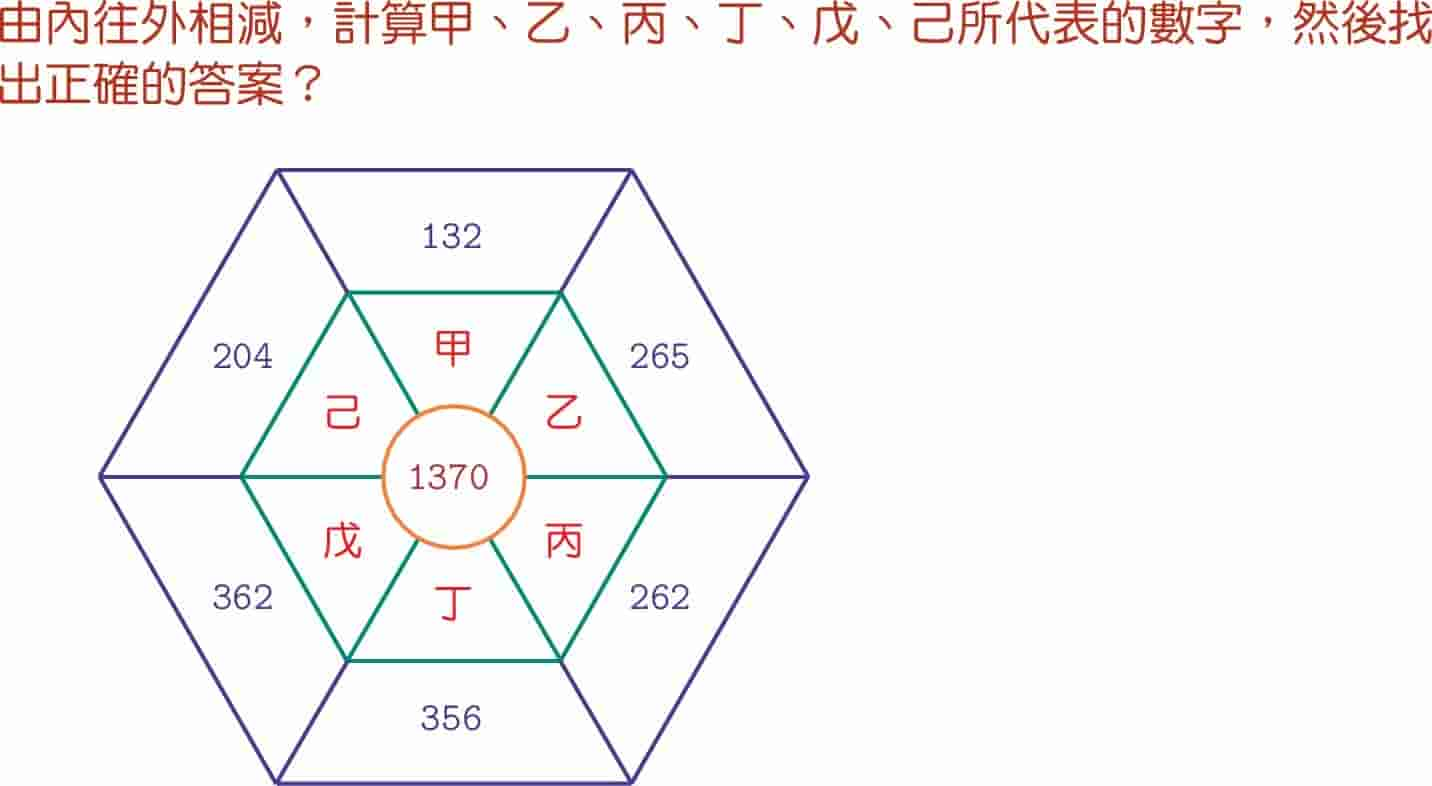 由內往外相減，計算甲、乙、丙、丁、戊、己所代表的數字，然後找
出正確的答案？
132
204
甲
265
己
乙
1370
戊
丙
362
丁
262
356